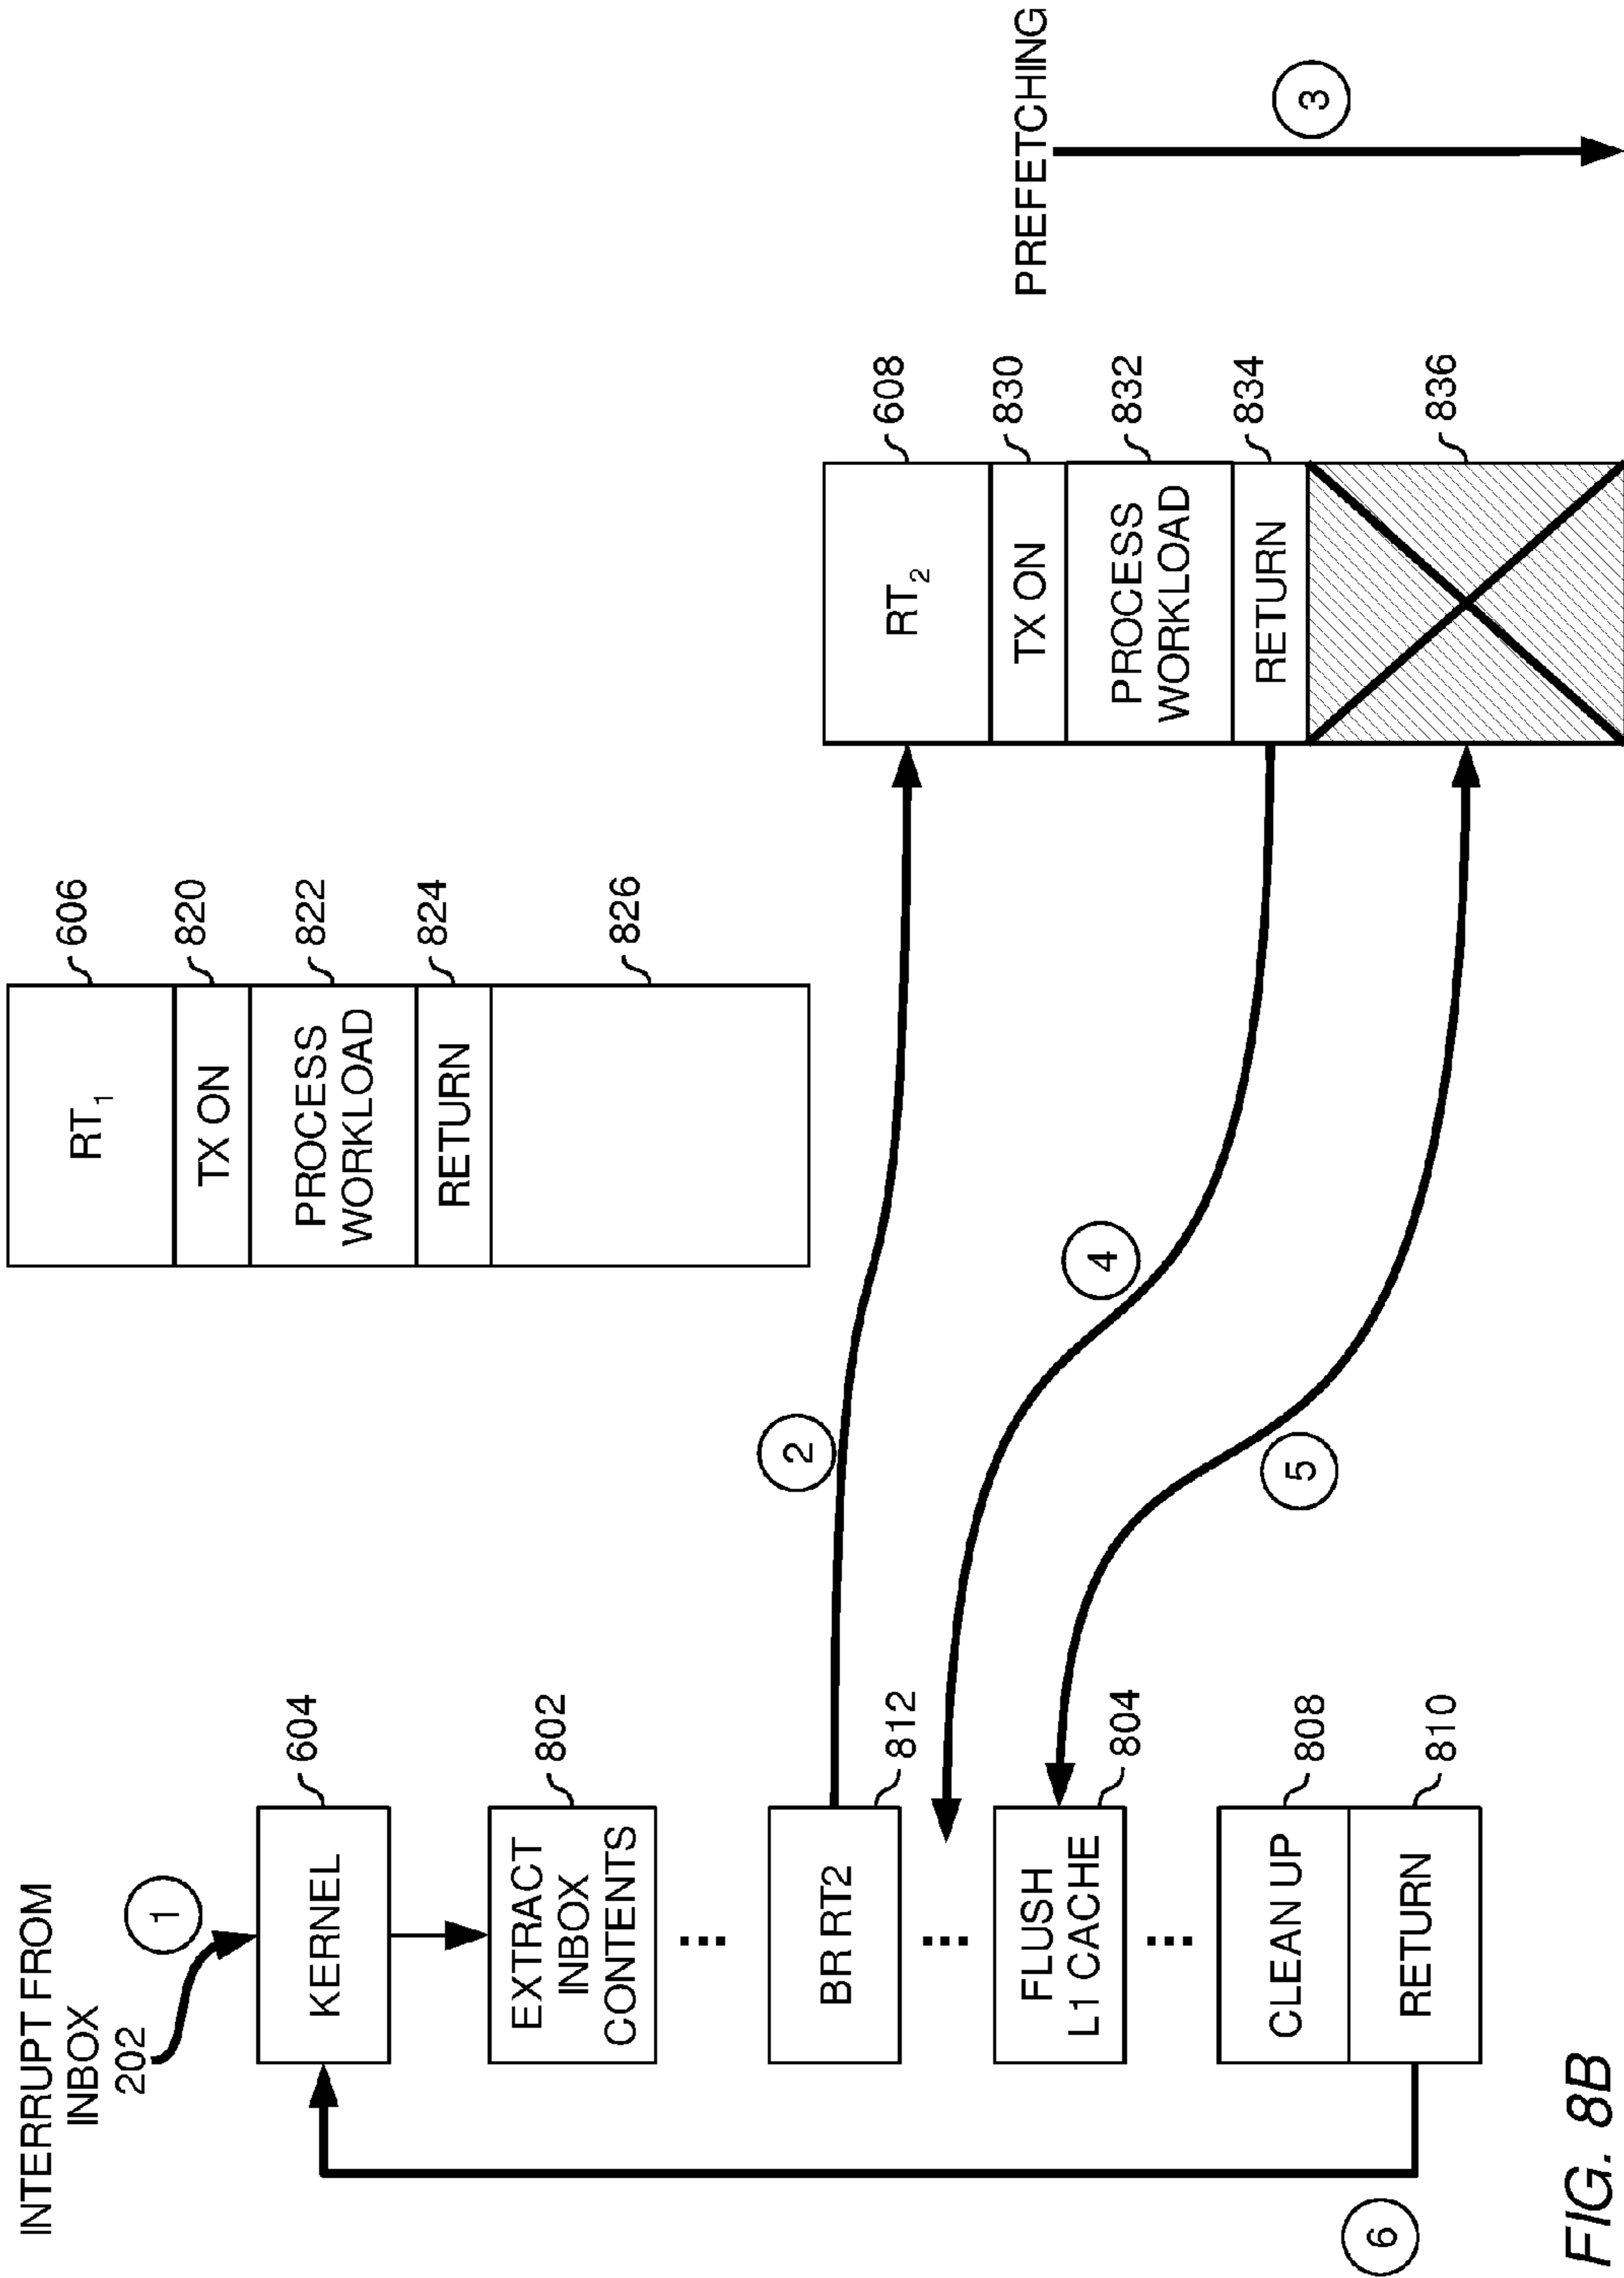 INTERRUPT FROM
INBOX
202
1
KERNEL
604
EXTRACT
INBOX
CONTENTS
802
...
BR RT2
812
...
FLUSH
L1 CACHE
804
...
CLEAN UP
808
RETURN
810
6
2
4
5
RT1
606
TX ON
820
PROCESS
WORKLOAD
822
RETURN
824
826
RT2
608
TX ON
830
PROCESS
WORKLOAD
832
RETURN
834
836
PREFETCHING
3
FIG. 8B